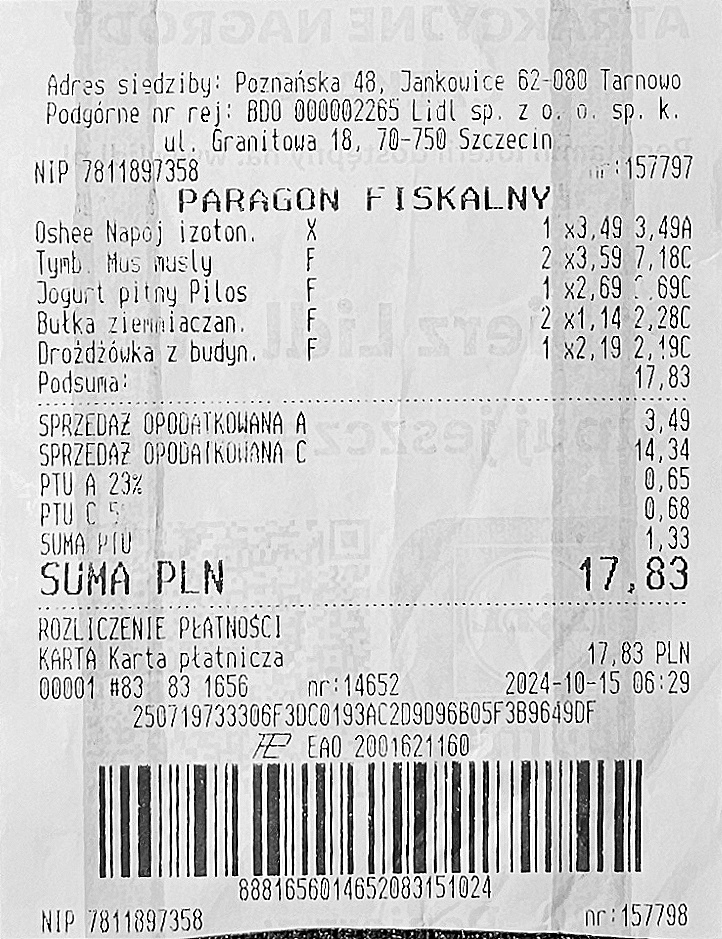 Adres siedziby: Poznańska 48, Jankowice 62-080 Tarnowo
Podgórne nr rej: BDO 000002265 Lidl sp. z o. o. sp. k.
ul. Granitowa 18, 70-750 Szczecin
NIP 7811897358 nr:157797
PARAGON FISKALNY
Oshee Napój izoton. X 1 x3,49 3,49A
Tymb. Mus musly F 2 x3,59 7,18C
Jogurt pitny Pilos F 1 x2,69 2,69C
Bułka ziemniaczan. F 2 x1,14 2,28C
Drożdżówka z budyn. F 1 x2,19 2,19C
Podsuma: 17,83
SPRZEDAŻ OPODATKOWANA A 3,49
SPRZEDAŻ OPODATKOWANA C 14,34
PTU A 23% 0,65
PTU C 5 0,68
SUMA PTU 1,33
SUMA PLN 17,83
ROZLICZENIE PŁATNOŚCI
KARTA Karta płatnicza 17,83 PLN
00001 #83 83 1656 nr:14652 2024-10-15 06:29
250719733306F3DC0193AC2D9D96B05F3B9649DF
EAO 2001621160
8881656014652083151024
NIP 7811897358 nr:157798